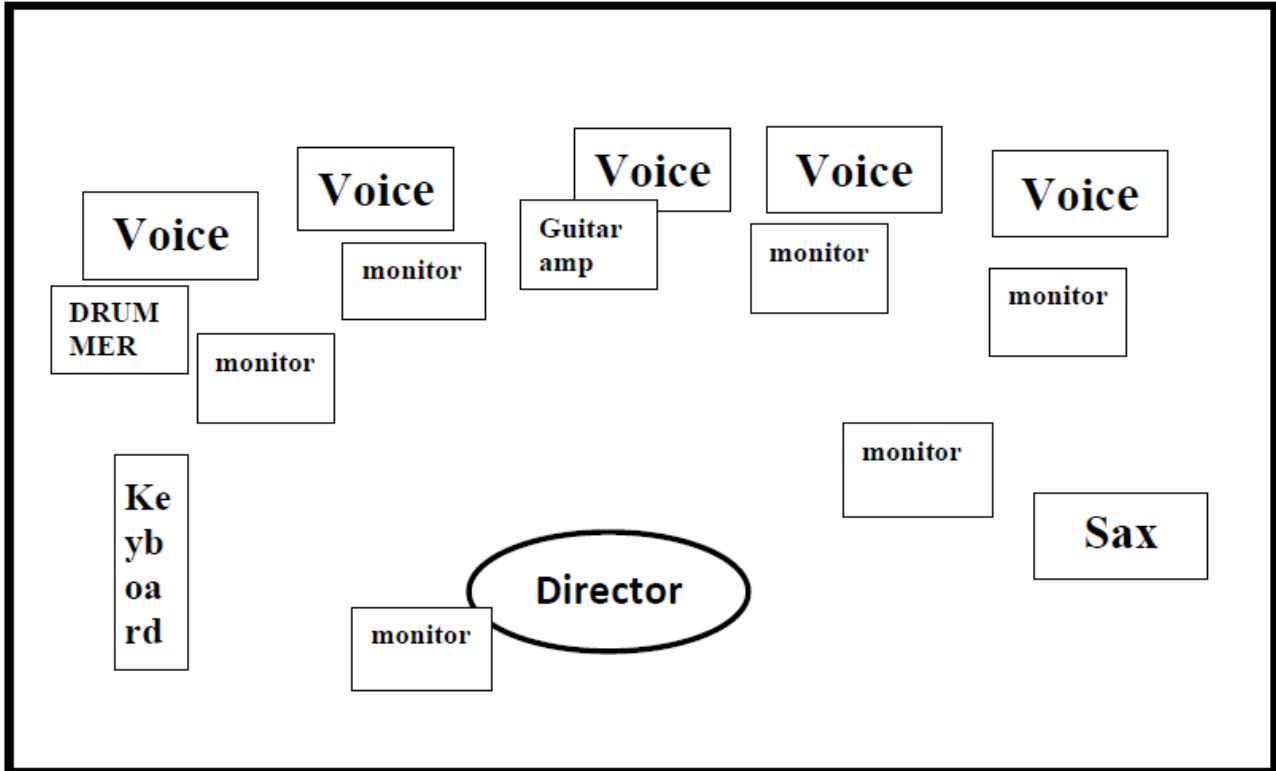 Voice
Voice
Voice
Voice
Voice
Guitar
amp
monitor
monitor
monitor
DRUM
MER
monitor
monitor
Ke
yb
oa
rd
Sax
Director
monitor